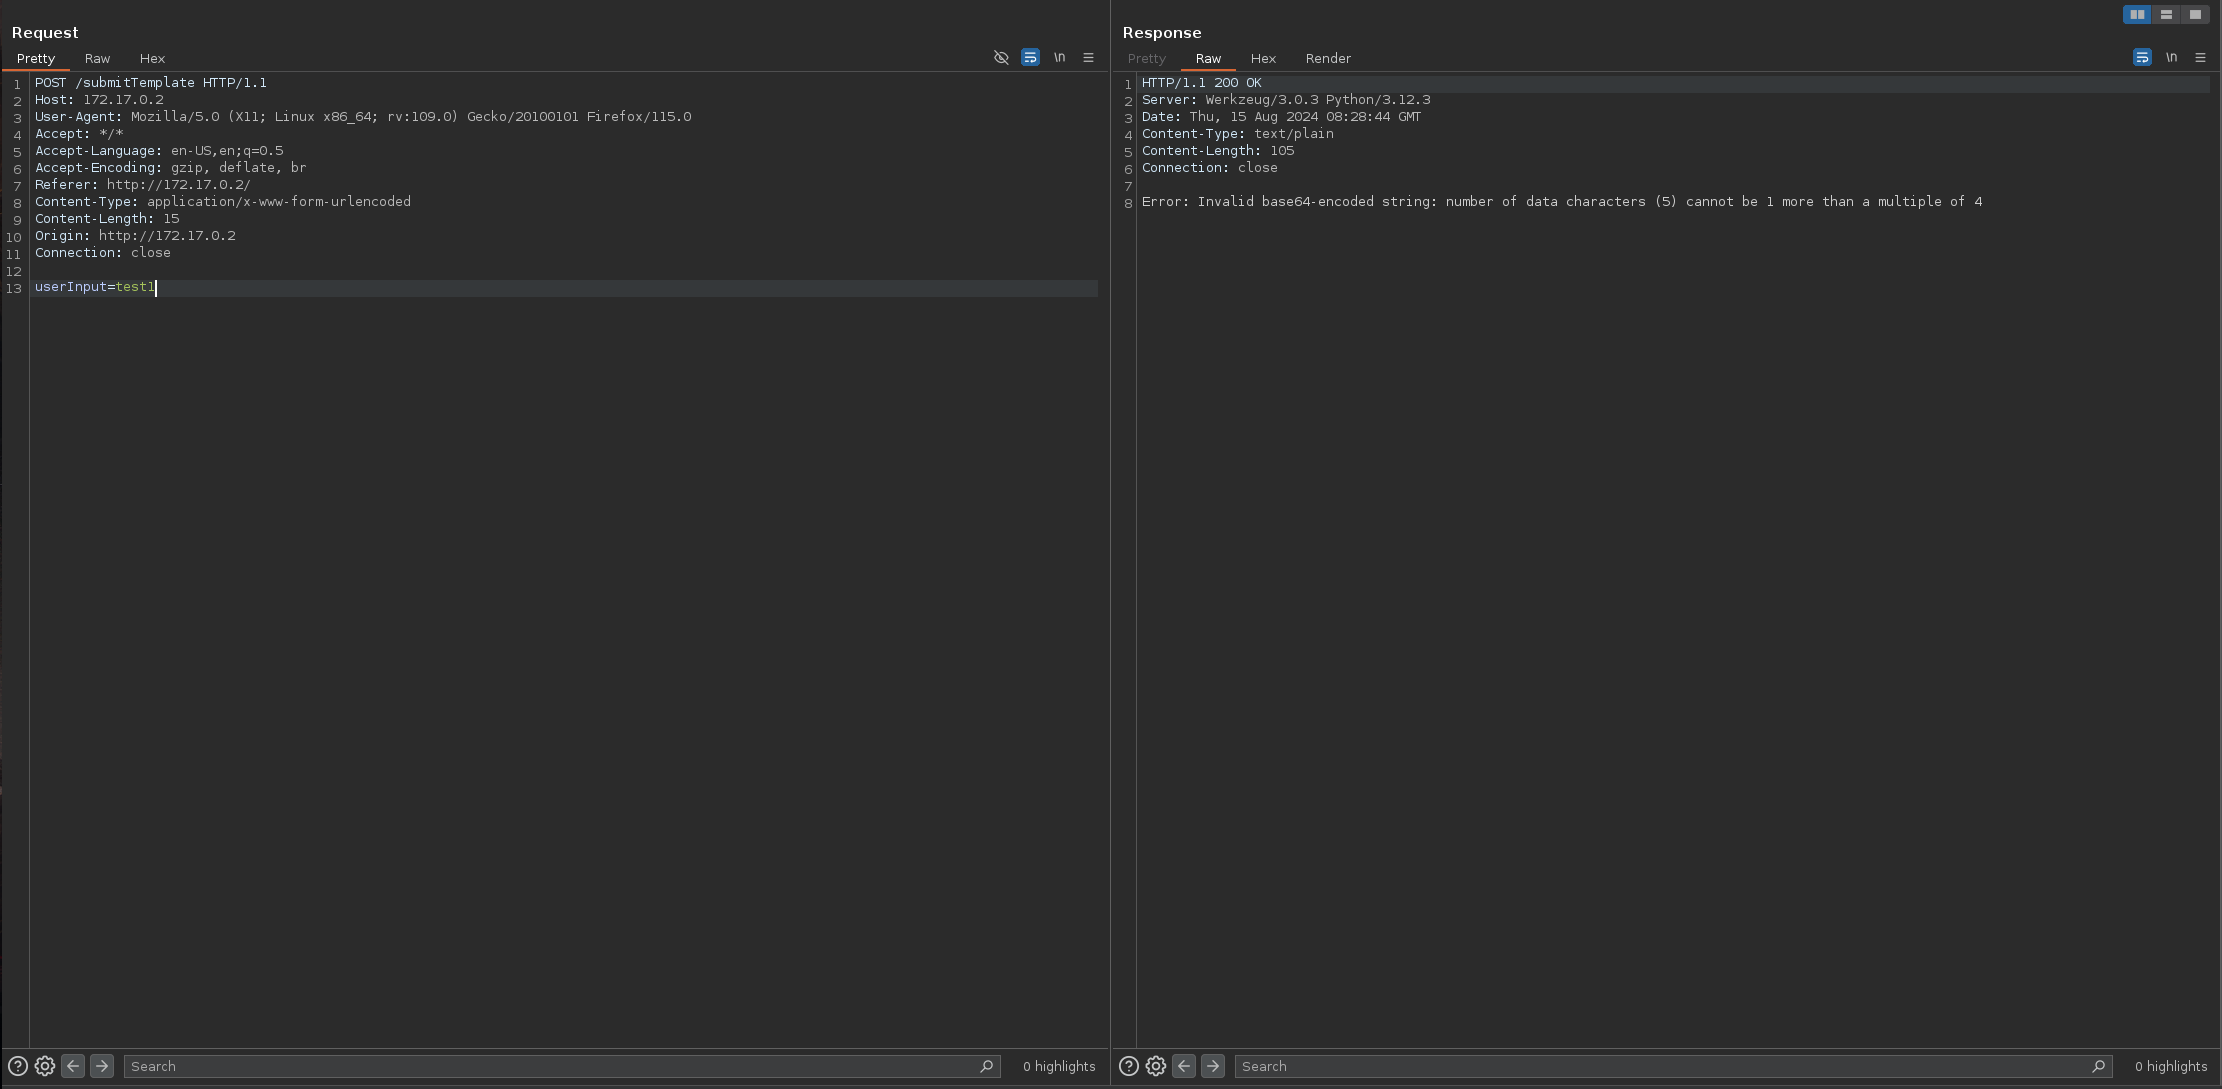 Request
Pretty Raw Hex \n
1 POST /submitTemplate HTTP/1.1
2 Host: 172.17.0.2
3 User-Agent: Mozilla/5.0 (X11; Linux x86_64; rv:109.0) Gecko/20100101 Firefox/115.0
4 Accept: */*
5 Accept-Language: en-US,en;q=0.5
6 Accept-Encoding: gzip, deflate, br
7 Referer: http://172.17.0.2/
8 Content-Type: application/x-www-form-urlencoded
9 Content-Length: 15
10 Origin: http://172.17.0.2
11 Connection: close
12
13 userInput=test1
Search 0 highlights
Response
Pretty Raw Hex Render \n
1 HTTP/1.1 200 OK
2 Server: Werkzeug/3.0.3 Python/3.12.3
3 Date: Thu, 15 Aug 2024 08:28:44 GMT
4 Content-Type: text/plain
5 Content-Length: 105
6 Connection: close
7
8 Error: Invalid base64-encoded string: number of data characters (5) cannot be 1 more than a multiple of 4
Search 0 highlights